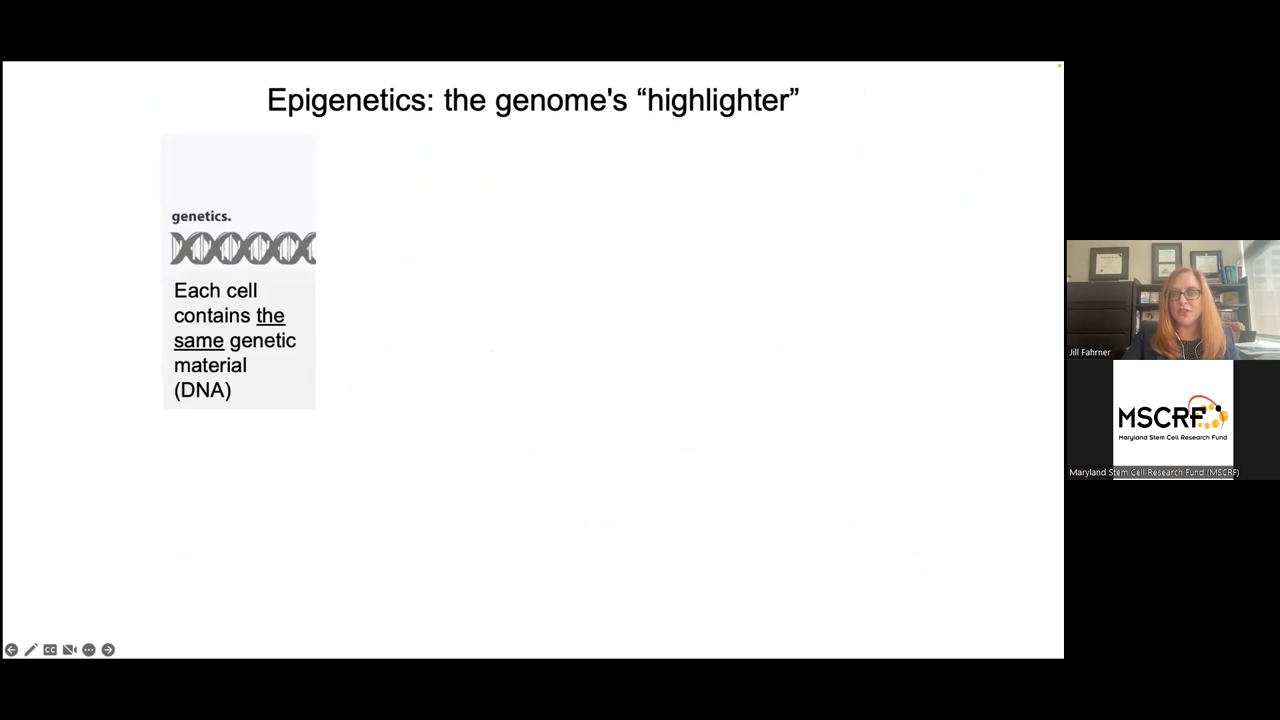 Epigenetics: the genome's “highlighter”
genetics.
Each cell
contains the
same genetic
material
(DNA)
Jill Fahrner
MSCRF
Maryland Stem Cell Research Fund
Maryland Stem Cell Research Fund (MSCRF)
CC